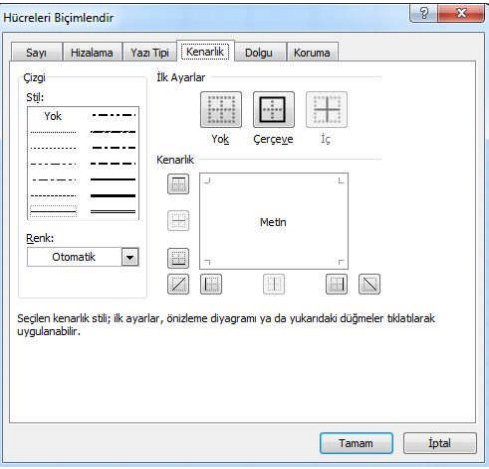 Hücreleri Biçimlendir
Sayı Hizalama Yazı Tipi Kenarlık Dolgu Koruma
Çizgi
İlk Ayarlar
Stil:
Yok
Yok Çerçeve İç
Kenarlık
Metin
Renk:
Otomatik
Seçilen kenarlık stili; ilk ayarlar, önizleme diyagramı ya da yukarıdaki düğmeler tıklatılarak
uygulanabilir.
Tamam İptal